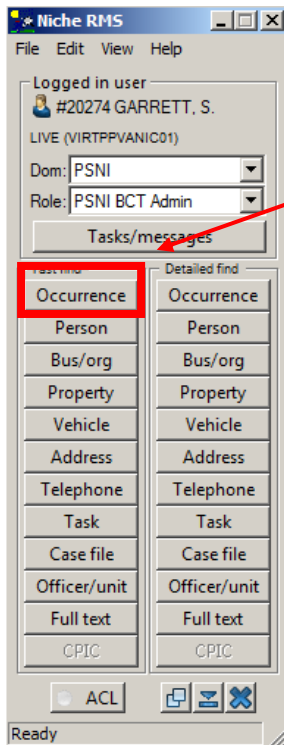 Niche RMS
File Edit View Help
Logged in user
#20274 GARRETT, S.
LIVE (VIRTPPVANIC01)
Dom: PSNI
Role: PSNI BCT Admin
Tasks/messages
Fast find Detailed find
Occurrence Occurrence
Person Person
Bus/org Bus/org
Property Property
Vehicle Vehicle
Address Address
Telephone Telephone
Task Task
Case file Case file
Officer/unit Officer/unit
Full text Full text
CPIC CPIC
ACL
Ready